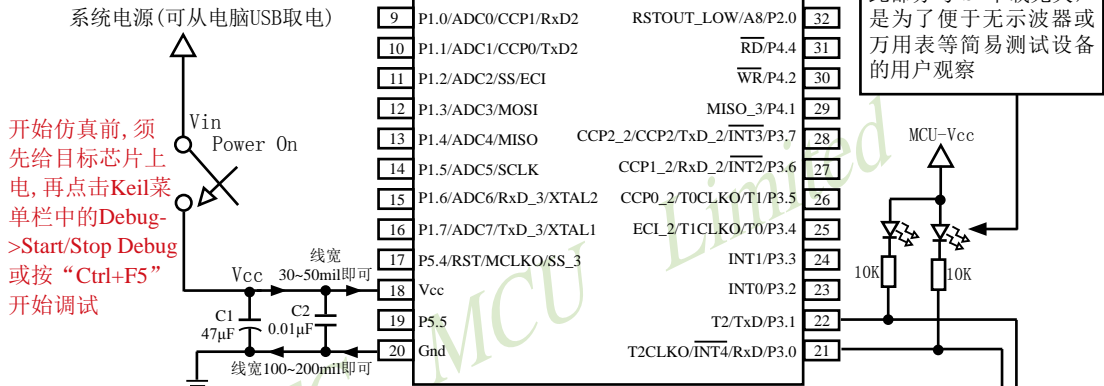 系统电源(可从电脑USB取电)
Vin
Power On
开始仿真前,须
先给目标芯片上
电,再点击Keil菜
单栏中的Debug-
>Start/Stop Debug
或按“Ctrl+F5”
开始调试
Vcc
线宽
30~50mil即可
C1
47μF
C2
0.01μF
线宽100~200mil即可
9 P1.0/ADC0/CCP1/RxD2
10 P1.1/ADC1/CCP0/TxD2
11 P1.2/ADC2/SS/ECI
12 P1.3/ADC3/MOSI
13 P1.4/ADC4/MISO
14 P1.5/ADC5/SCLK
15 P1.6/ADC6/RxD_3/XTAL2
16 P1.7/ADC7/TxD_3/XTAL1
17 P5.4/RST/MCLKO/SS_3
18 Vcc
19 P5.5
20 Gnd
RSTOUT_LOW/A8/P2.0 32
RD/P4.4 31
WR/P4.2 30
MISO_3/P4.1 29
CCP2_2/CCP2/TxD_2/INT3/P3.7 28
CCP1_2/RxD_2/INT2/P3.6 27
CCP0_2/T0CLKO/T1/P3.5 26
ECI_2/T1CLKO/T0/P3.4 25
INT1/P3.3 24
INT0/P3.2 23
T2/TxD/P3.1 22
T2CLKO/INT4/RxD/P3.0 21
是为了便于无示波器或
万用表等简易测试设备
的用户观察
MCU-Vcc
10K
10K
MCU Limited